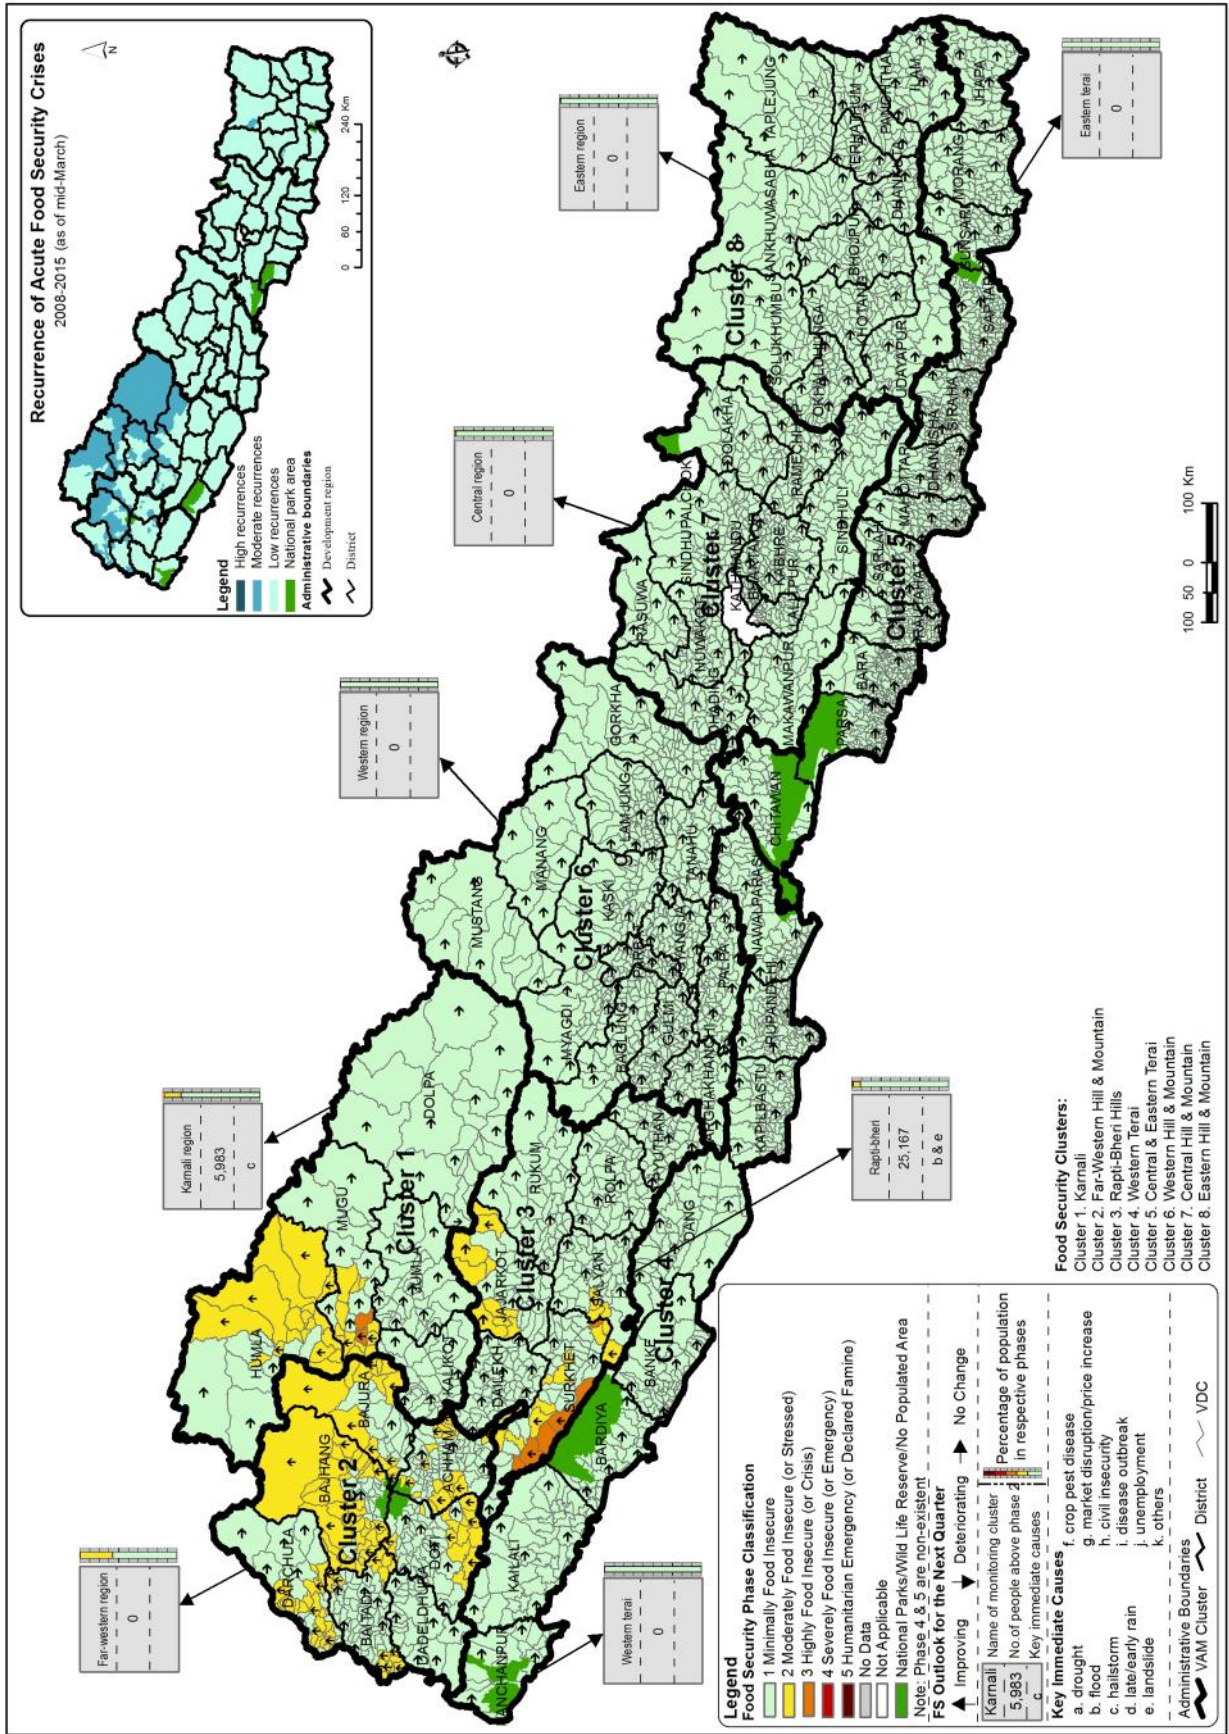 Recurrence of Acute Food Security Crises
2008-2015 (as of mid-March)
N
Legend
High recurrences
Moderate recurrences
Low recurrences
National park area
Administrative boundaries
Development region
District
0 60 120 240 Km
Far-western region
0
Karnali region
5,983
c
Western region
0
Central region
0
Eastern region
0
Western terai
0
Rapti-bheri
25,167
b & e
Eastern terai
0
Cluster 1
Cluster 2
Cluster 3
Cluster 4
Cluster 5
Cluster 6
Cluster 7
Cluster 8
DARCHULA
BAJHANG
HUMLA
BAJURA
MUGU
BAITADI
DADELDHURA
DOTI
ACHHAM
KALIKOT
JUMLA
DOLPA
KAILALI
DAILEKH
JAJARKOT
RUKUM
SURKHET
SALYAN
ROLPA
PYUTHAN
BARDIYA
BANKE
DANG
MUSTANG
MANANG
MYAGDI
KASKI
LAMJUNG
GORKHA
BAGLUNG
PARBAT
GULMI
SYANGJA
TANAHU
PALPA
KAPILBASTU
RUPANDEHI
NAWALPARASI
CHITAWAN
RASUWA
NUWAKOT
DHADING
SINDHUPALCHOK
DOLAKHA
KABHRE
LALITPUR
RAMECHHAP
SINDHULI
MAKAWANPUR
PARSA
BARA
SARLAHI
MAHOTTARI
DHANUSHA
SIRAHA
SAPTARI
SOLUKHUMBU
SANKHUWASABHA
TAPLEJUNG
OKHALDHUNGA
KHOTANG
BHOJPUR
TERHATHUM
PANCHTHAR
DHANKUTA
ILAM
UDAYAPUR
SUNSARI
MORANG
JHAPA
Legend
Food Security Phase Classification
1 Minimally Food Insecure
2 Moderately Food Insecure (or Stressed)
3 Highly Food Insecure (or Crisis)
4 Severely Food Insecure (or Emergency)
5 Humanitarian Emergency (or Declared Famine)
No Data
Not Applicable
National Parks/Wild Life Reserve/No Populated Area
Note: Phase 4 & 5 are non-existent
FS Outlook for the Next Quarter
Improving Deteriorating No Change
Karnali Name of monitoring cluster
5,983 No.of people above phase 2
c Key immediate causes
Percentage of population
in respective phases
Key Immediate Causes
a. drought
b. flood
c. hailstorm
d. late/early rain
e. landslide
f. crop pest disease
g. market disruption/price increase
h. civil insecurity
i. disease outbreak
j. unemployment
k. others
Administrative Boundaries
VAM Cluster District VDC
Food Security Clusters:
Cluster 1. Karnali
Cluster 2. Far-Western Hill & Mountain
Cluster 3. Rapti-Bheri Hills
Cluster 4. Western Terai
Cluster 5. Central & Eastern Terai
Cluster 6. Western Hill & Mountain
Cluster 7. Central Hill & Mountain
Cluster 8. Eastern Hill & Mountain
100 50 0 100 Km